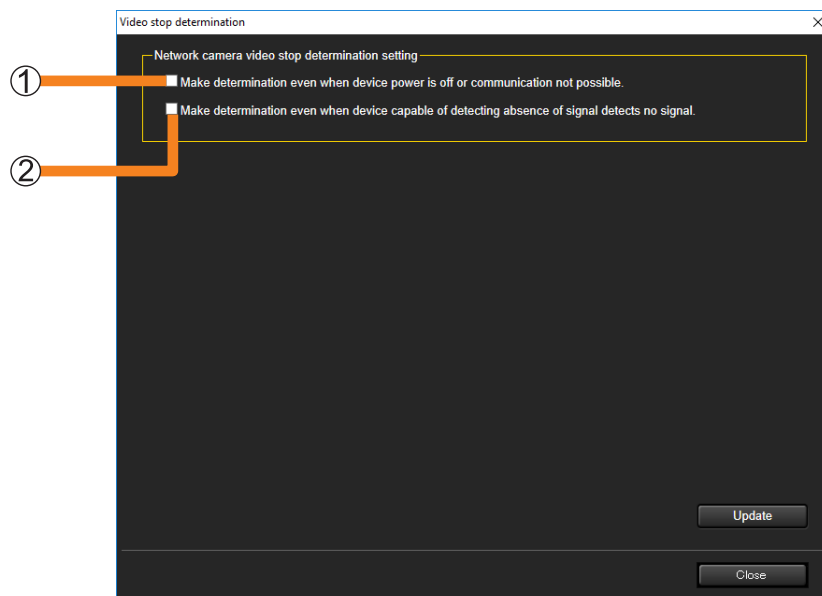 Video stop determination
Network camera video stop determination setting
① Make determination even when device power is off or communication not possible.
② Make determination even when device capable of detecting absence of signal detects no signal.
Update
Close